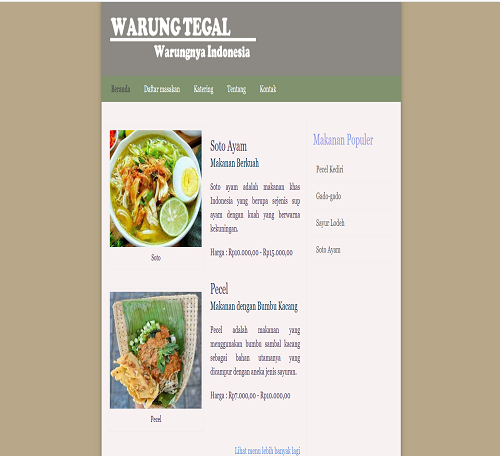 WARUNG TEGAL
Warungnya Indonesia
Beranda Daftar masakan Katering Tentang Kontak
Soto Ayam
Makanan Berkuah
Soto ayam adalah makanan khas
Indonesia yang berupa sejenis sup
ayam dengan kuah yang berwarna
kekuningan.
Harga : Rp10.000,00 - Rp15.000,00
Soto
Pecel
Makanan dengan Bumbu Kacang
Pecel adalah makanan yang
menggunakan bumbu sambal kacang
sebagai bahan utamanya yang
dicampur dengan aneka jenis sayuran.
Harga : Rp7.000,00 - Rp10.000,00
Pecel
Lihat menu lebih banyak lagi
Makanan Populer
Pecel Kediri
Gado-gado
Sayur Lodeh
Soto Ayam